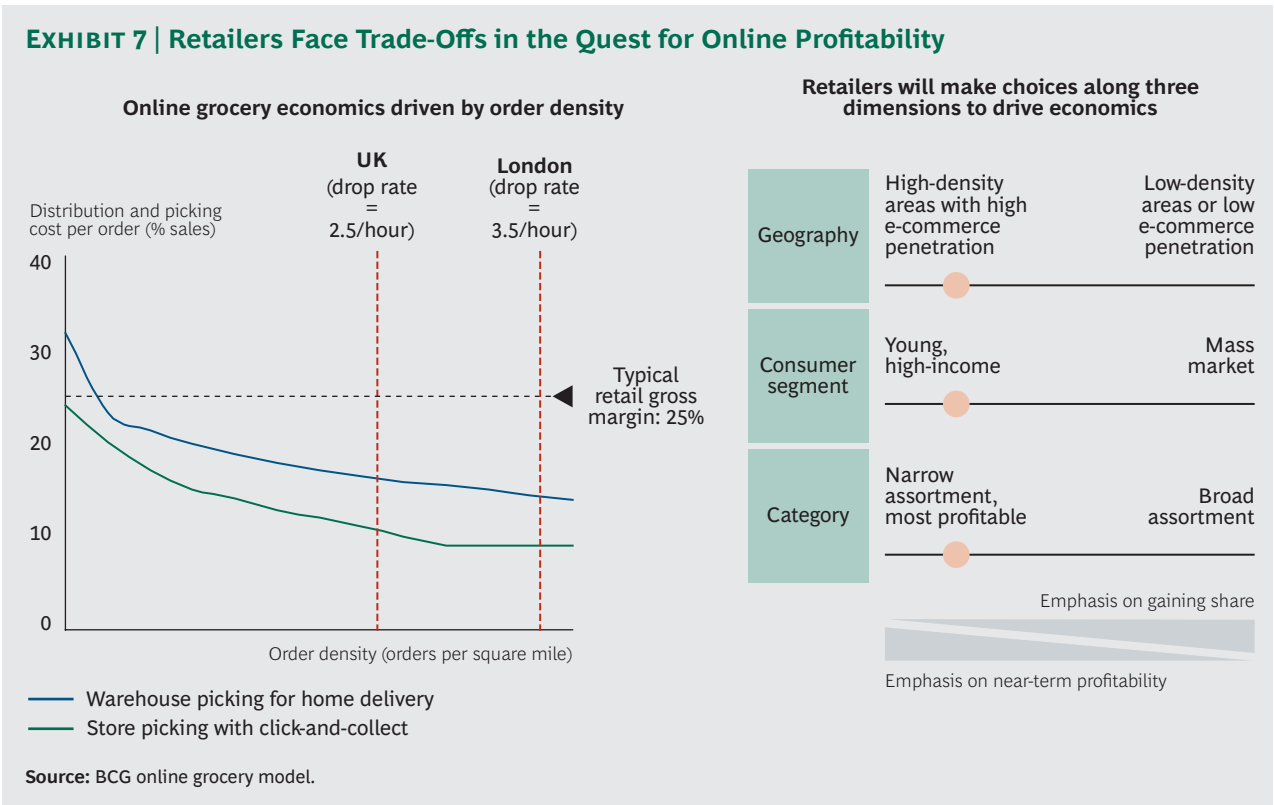 EXHIBIT 7 | Retailers Face Trade-Offs in the Quest for Online Profitability
Online grocery economics driven by order density
UK
(drop rate
=
2.5/hour)
London
(drop rate
=
3.5/hour)
Distribution and picking
cost per order (% sales)
40
30
20
10
0
Typical
retail gross
margin: 25%
Order density (orders per square mile)
Warehouse picking for home delivery
Store picking with click-and-collect
Retailers will make choices along three
dimensions to drive economics
Geography
High-density
areas with high
e-commerce
penetration
Low-density
areas or low
e-commerce
penetration
Consumer
segment
Young,
high-income
Mass
market
Category
Narrow
assortment,
most profitable
Broad
assortment
Emphasis on gaining share
Emphasis on near-term profitability
Source: BCG online grocery model.